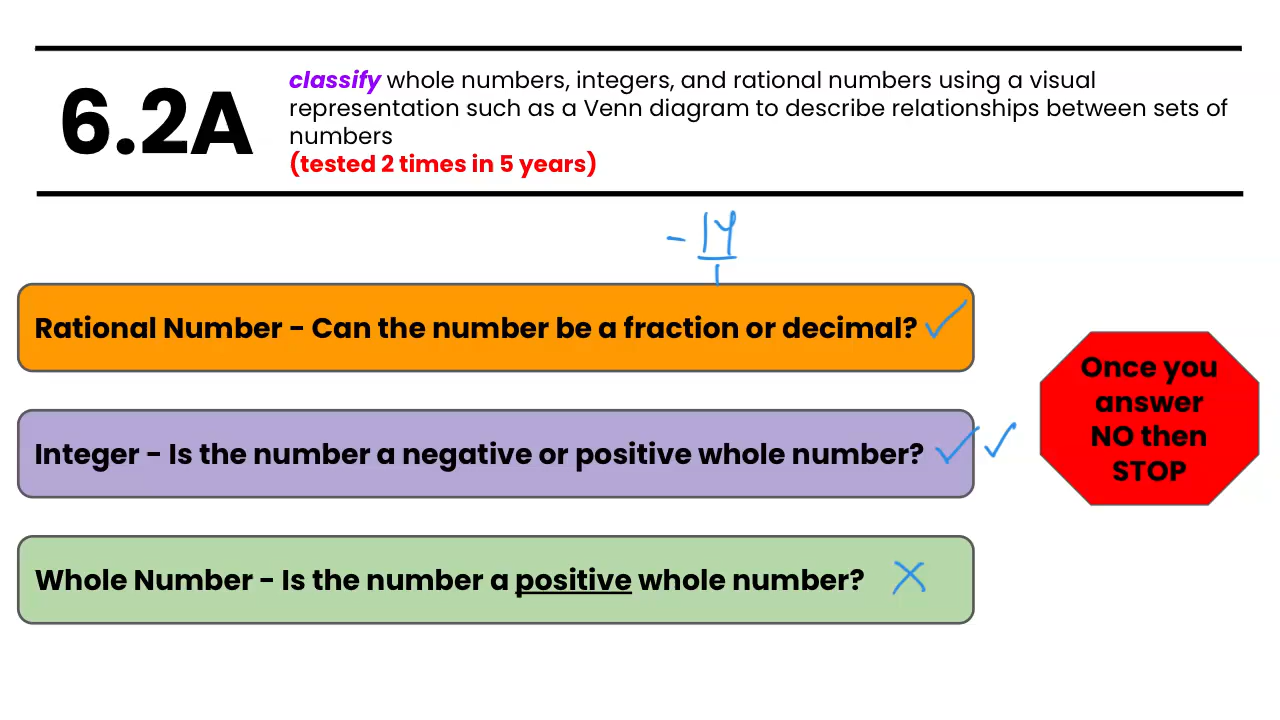 6.2A
classify whole numbers, integers, and rational numbers using a visual
representation such as a Venn diagram to describe relationships between sets of
numbers
(tested 2 times in 5 years)
- 14
1
Rational Number - Can the number be a fraction or decimal?
Integer - Is the number a negative or positive whole number?
Whole Number - Is the number a positive whole number?
Once you
answer
NO then
STOP